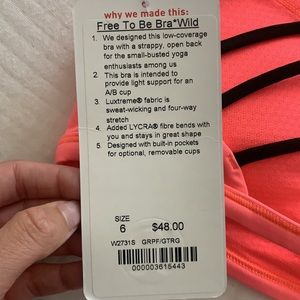 why we made this:
Free To Be Bra*Wild
1. We designed this low-coverage
bra with a strappy, open back
for the small-busted yoga
enthusiasts among us
2. This bra is intended to
provide light support for an
A/B cup
3. Luxtreme® fabric is
sweat-wicking and four-way
stretch
4. Added LYCRA® fibre bends with
you and stays in great shape
5. Designed with built-in pockets
for optional, removable cups
SIZE
6 $48.00
W2731S GRPF/GTRG
000003615443